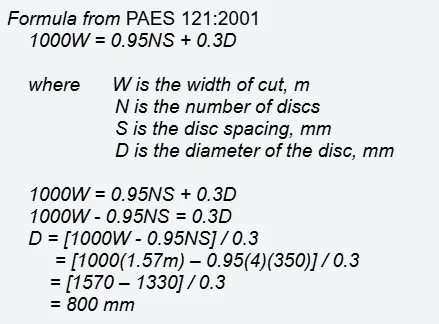 Formula from PAES 121:2001
1000W = 0.95NS + 0.3D
where W is the width of cut, m
N is the number of discs
S is the disc spacing, mm
D is the diameter of the disc, mm
1000W = 0.95NS + 0.3D
1000W - 0.95NS = 0.3D
D = [1000W - 0.95NS] / 0.3
= [1000(1.57m) – 0.95(4)(350)] / 0.3
= [1570 – 1330] / 0.3
= 800 mm